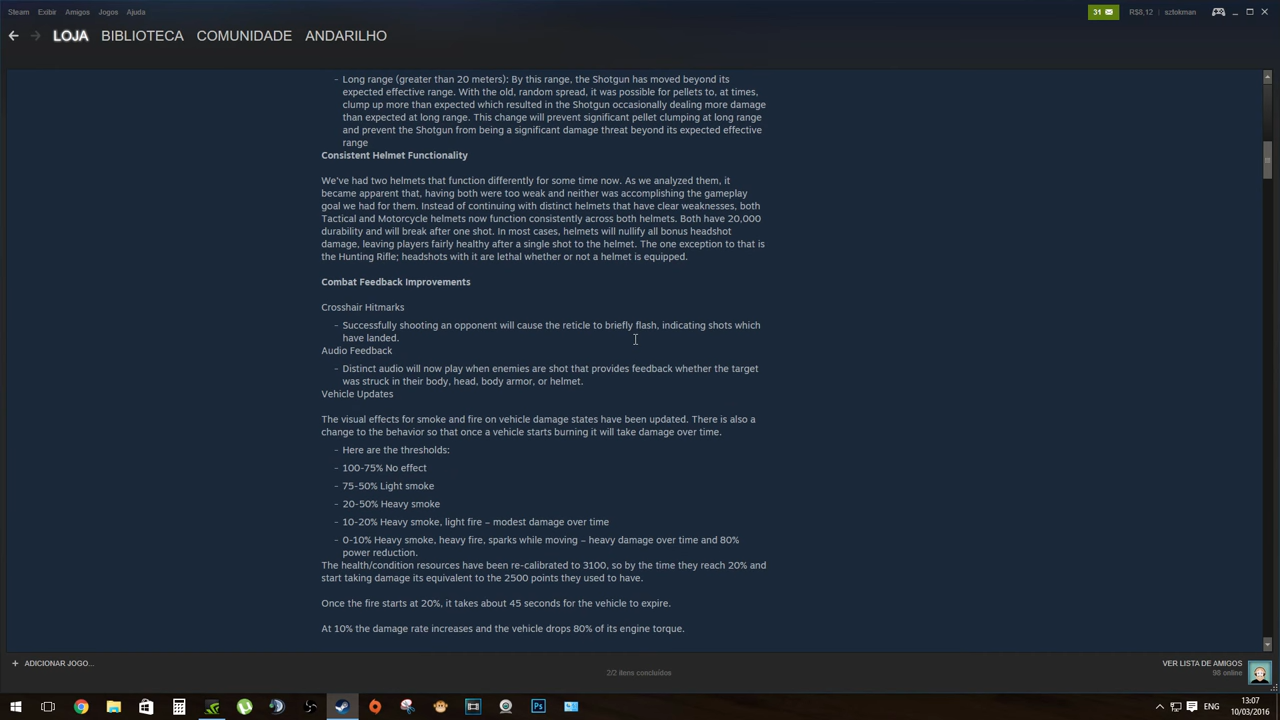 Steam Exibir Amigos Jogos Ajuda
31 R$8,12 sztokman
LOJA BIBLIOTECA COMUNIDADE ANDARILHO
- Long range (greater than 20 meters); By this range, the Shotgun has moved beyond its
expected effective range. With the old, random spread, it was possible for pellets to, at times,
clump up more than expected which resulted in the Shotgun occasionally dealing more damage
than expected at long range. This change will prevent significant pellet clumping at long range
and prevent the Shotgun from being a significant damage threat beyond its expected effective
range
Consistent Helmet Functionality
We've had two helmets that function differently for some time now. As we analyzed them, it
became apparent that, having both were too weak and neither was accomplishing the gameplay
goal we had for them. Instead of continuing with distinct helmets that have clear weaknesses, both
Tactical and Motorcycle helmets now function consistently across both helmets. Both have 20,000
durability and will break after one shot. In most cases, helmets will nullify all bonus headshot
damage, leaving players fairly healthy after a single shot to the helmet. The one exception to that is
the Hunting Rifle; headshots with it are lethal whether or not a helmet is equipped.
Combat Feedback Improvements
Crosshair Hitmarks
- Successfully shooting an opponent will cause the reticle to briefly flash, indicating shots which
have landed.
Audio Feedback
- Distinct audio will now play when enemies are shot that provides feedback whether the target
was struck in their body, head, body armor, or helmet.
Vehicle Updates
The visual effects for smoke and fire on vehicle damage states have been updated. There is also a
change to the behavior so that once a vehicle starts burning it will take damage over time.
- Here are the thresholds:
- 100-75% No effect
- 75-50% Light smoke
- 20-50% Heavy smoke
- 10-20% Heavy smoke, light fire – modest damage over time
- 0-10% Heavy smoke, heavy fire, sparks while moving – heavy damage over time and 80%
power reduction.
The health/condition resources have been re-calibrated to 3100, so by the time they reach 20% and
start taking damage its equivalent to the 2500 points they used to have.
Once the fire starts at 20%, it takes about 45 seconds for the vehicle to expire.
At 10% the damage rate increases and the vehicle drops 80% of its engine torque.
+ ADICIONAR JOGO...
2/2 itens concluídos
VER LISTA DE AMIGOS
90 online
Ps
ENG
13:07
10/03/2016